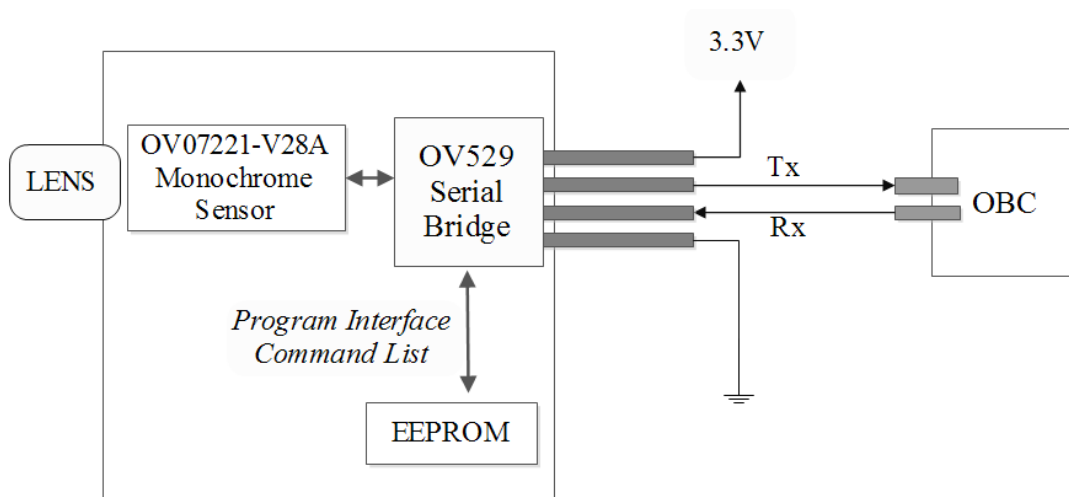 3.3V
LENS
OV07221-V28A
Monochrome
Sensor
OV529
Serial
Bridge
Tx
Rx
OBC
Program Interface
Command List
EEPROM